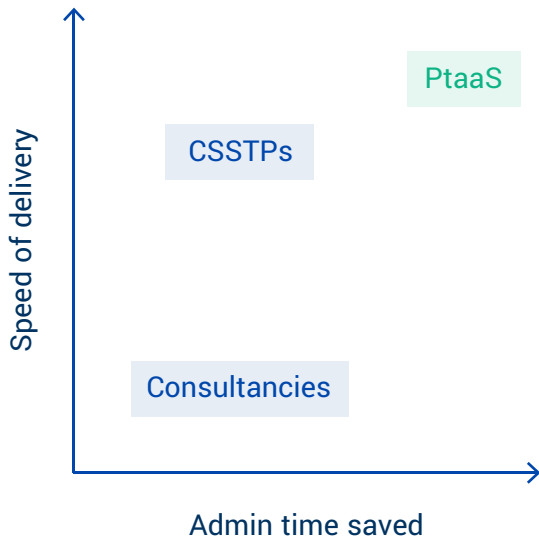 PtaaS
CSSTPs
Speed of delivery
Consultancies
Admin time saved